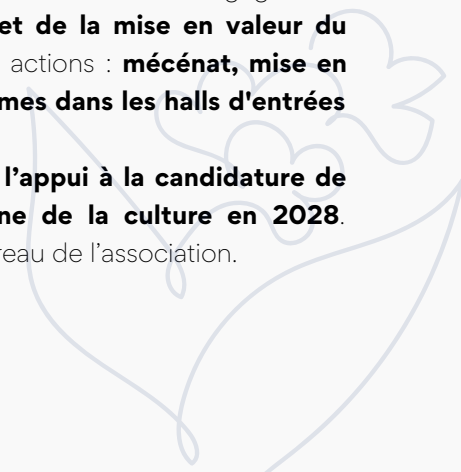 et de la mise en valeur du
actions : mécénat, mise en
mes dans les halls d'entrées
l’appui à la candidature de
ne de la culture en 2028.
reau de l’association.